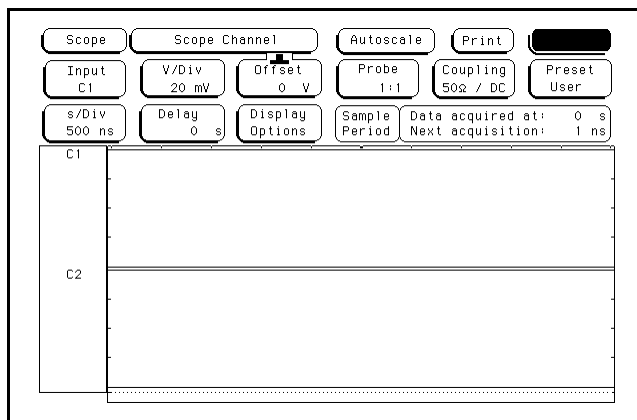 Scope Scope Channel Autoscale Print
Input V/Div Offset Probe Coupling Preset
C1 20 mV 0 V 1:1 50Ω / DC User
s/Div Delay Display Sample Data acquired at: 0 s
500 ns 0 s Options Period Next acquisition: 1 ns
C1
C2